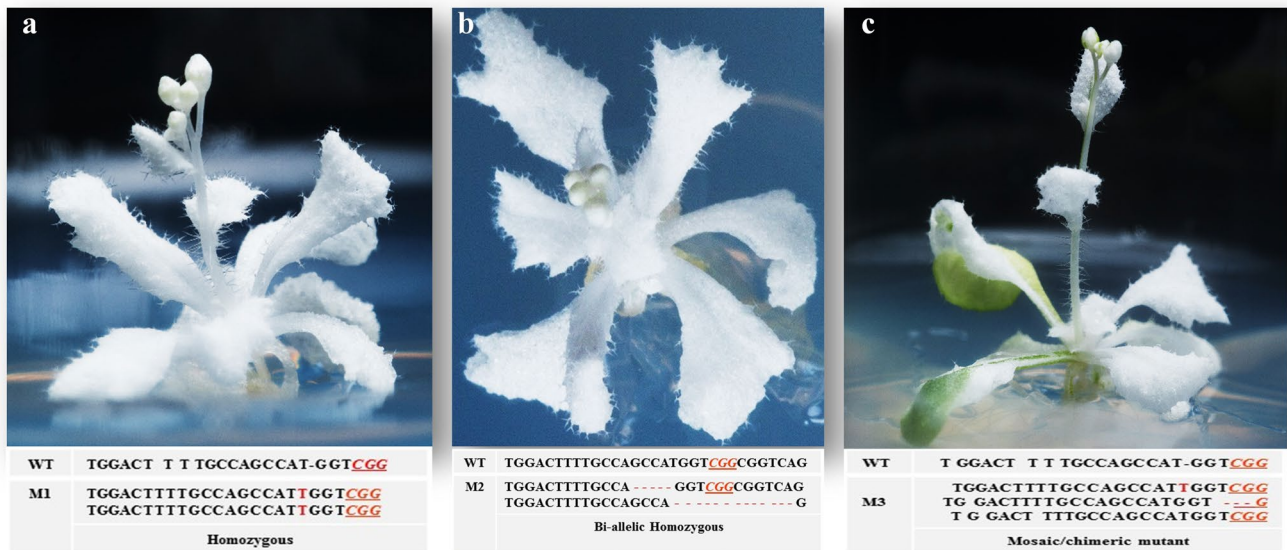 a
b
c
WT TGGACT T T TGCCAGCCAT-GGTCGG
M1 TGGACTTTTGCCAGCCATTGGTCGG
TGGACTTTTGCCAGCCATTGGTCGG
Homozygous
WT TGGACTTTTGCCAGCCATGGTCGGCGGTCAG
M2 TGGACTTTTGCCA-----GGTCGGCGGTCAG
TGGACTTTTGCCAGCCA-------------G
Bi-allelic Homozygous
WT T GGACT T T TGCCAGCCAT-GGTCGG
M3 TGGACTTTTGCCAGCCATTGGTCGG
TG GGACTTTTGCCAGCCATGGT ---G
T G GACT TTTGCCAGCCATGGTCGG
Mosaic/chimeric mutant